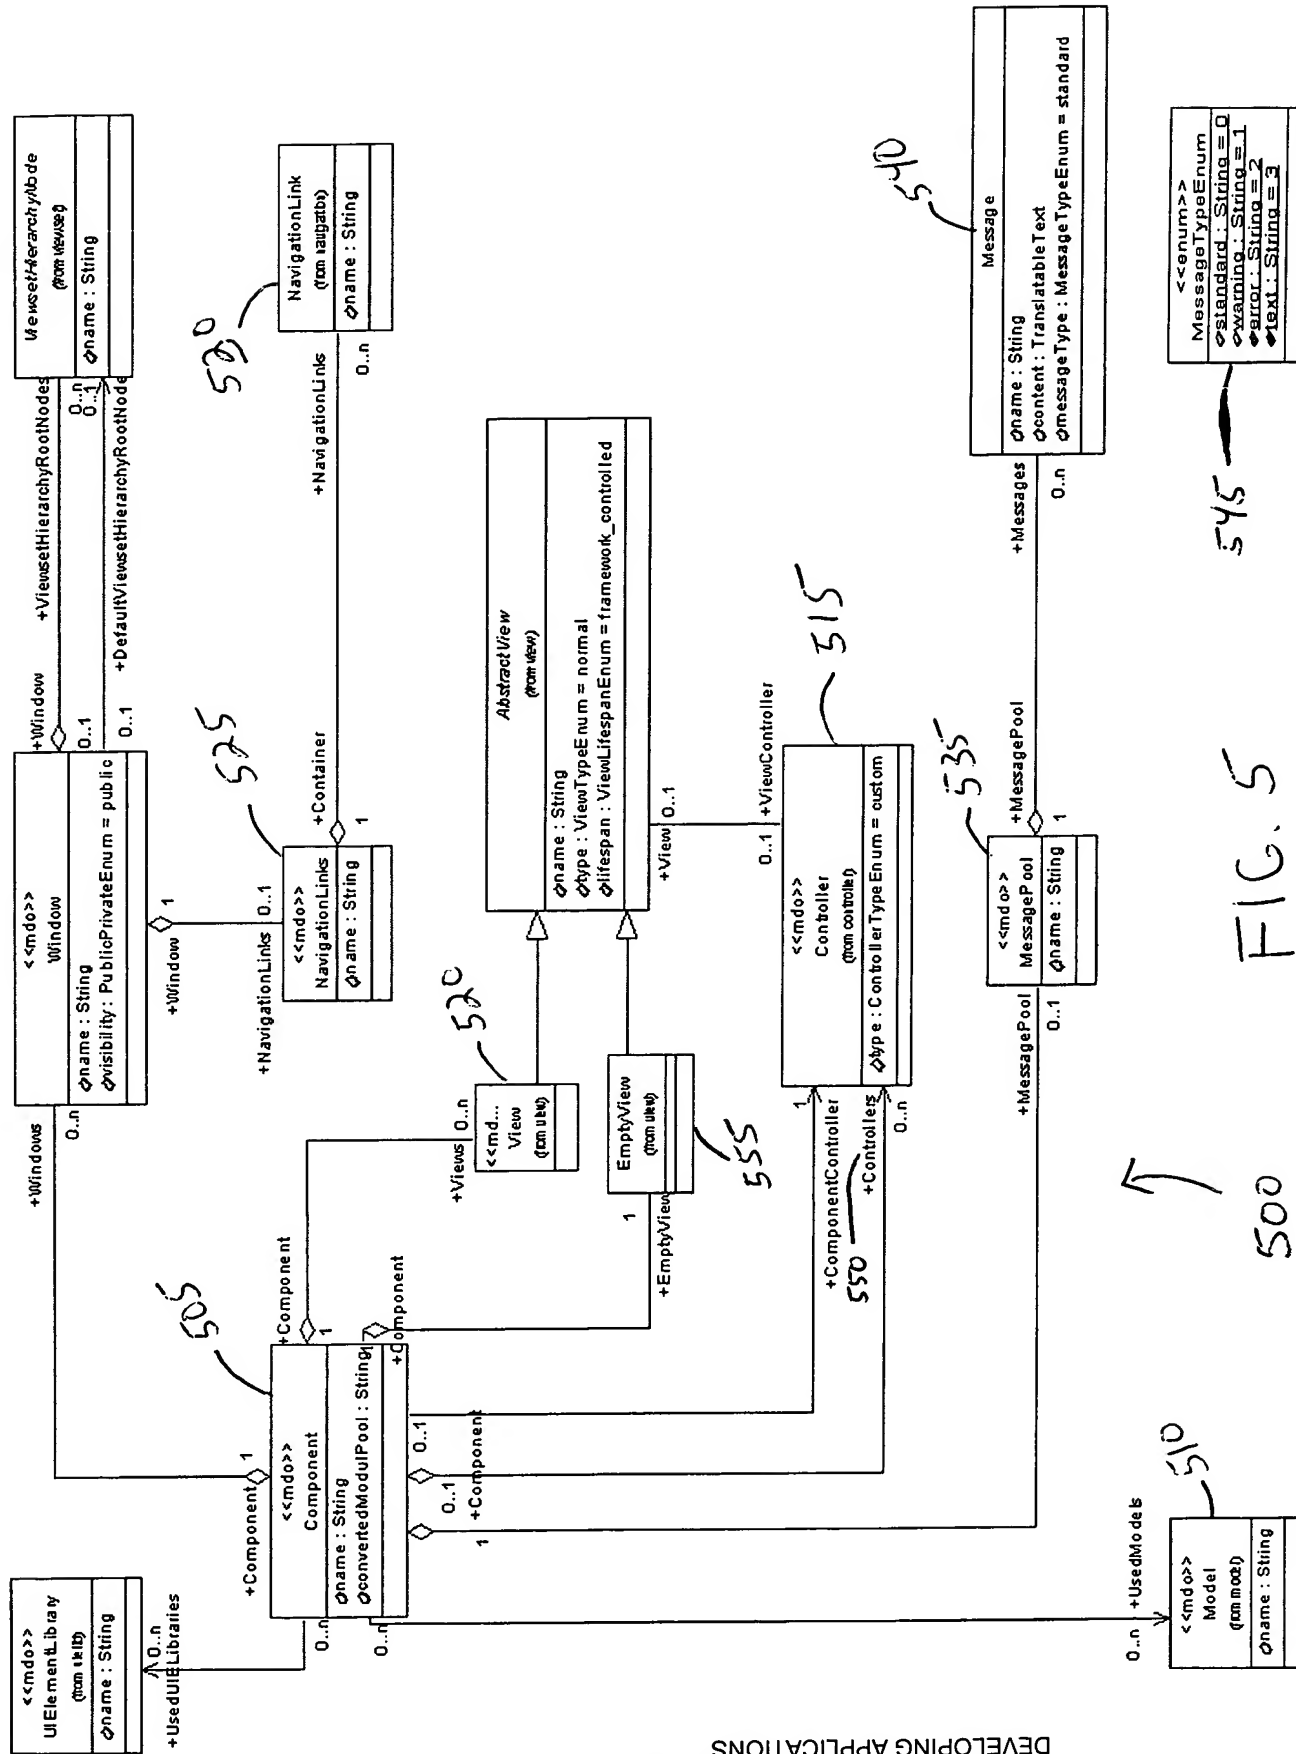 <<mdo>>
UIElementLibrary
name : String
0..n
+UsedUIELibraries
+Component
1
+Windows
0..n
<<mdo>>
Window
name : String
visibility : PublicPrivateEnum = public
+Window
0..1
+ViewsetHierarchyRootNodes
0..n
0..1
0..1
+DefaultViewsetHierarchyRootNode
ViewsetHierarchyNode
(from viewset)
name : String
+Window
1
+NavigationLinks
0..1
525
<<mdo>>
NavigationLinks
name : String
+Container
1
+NavigationLinks
0..n
530
NavigationLink
(from navigation)
name : String
505
<<mdo>>
Component
name : String
convertedModulPool : String
0..n
0..n
+Component
1
+Views
0..n
520
<<md...
View
(from view)
1
+Component
+EmptyView
1
EmptyView
(from view)
555
AbstractView
(from view)
name : String
type : ViewTypeEnum = normal
lifespan : ViewLifespanEnum = framework_controlled
+View
0..1
0..1
+ViewController
515
<<mdo>>
Controller
(from controller)
type : ControllerTypeEnum = custom
0..1
1
+ComponentController
550
+Controllers
0..n
0..1
+Component
1
+MessagePool
0..1
535
<<mdo>>
MessagePool
name : String
+MessagePool
1
+Messages
0..n
540
Message
name : String
content : TranslatableText
messageType : MessageTypeEnum = standard
0..n
+UsedModels
510
<<mdo>>
Model
(from model)
name : String
545
<<enum>>
MessageTypeEnum
standard : String = 0
warning : String = 1
error : String = 2
text : String = 3
500
FIG. 5
DEVELOPING APPLICATIONS